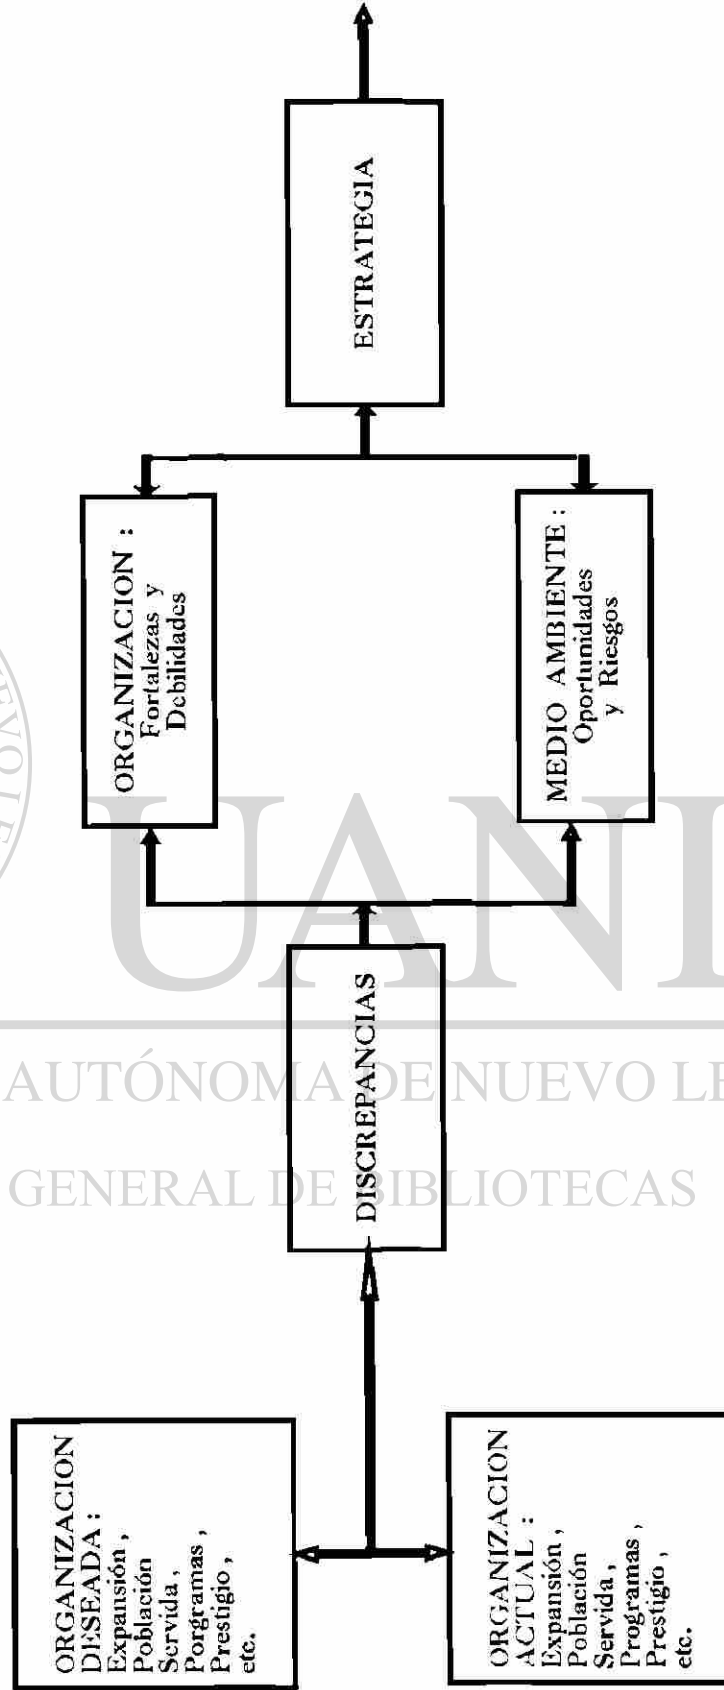 ORGANIZACION
DESEADA :
Expansión ,
Población
Servida ,
Porgramas ,
Prestigio ,
etc.
ORGANIZACION
ACTUAL :
Expansión ,
Población
Servida ,
Programas ,
Prestigio ,
etc.
DISCREPANCIAS
ORGANIZACION :
Fortalezas y
Debilidades
MEDIO AMBIENTE :
Oportunidades
y Riesgos
ESTRATEGIA
UANL
AUTÓNOMA DE NUEVO LE
GENERAL DE BIBLIOTECAS